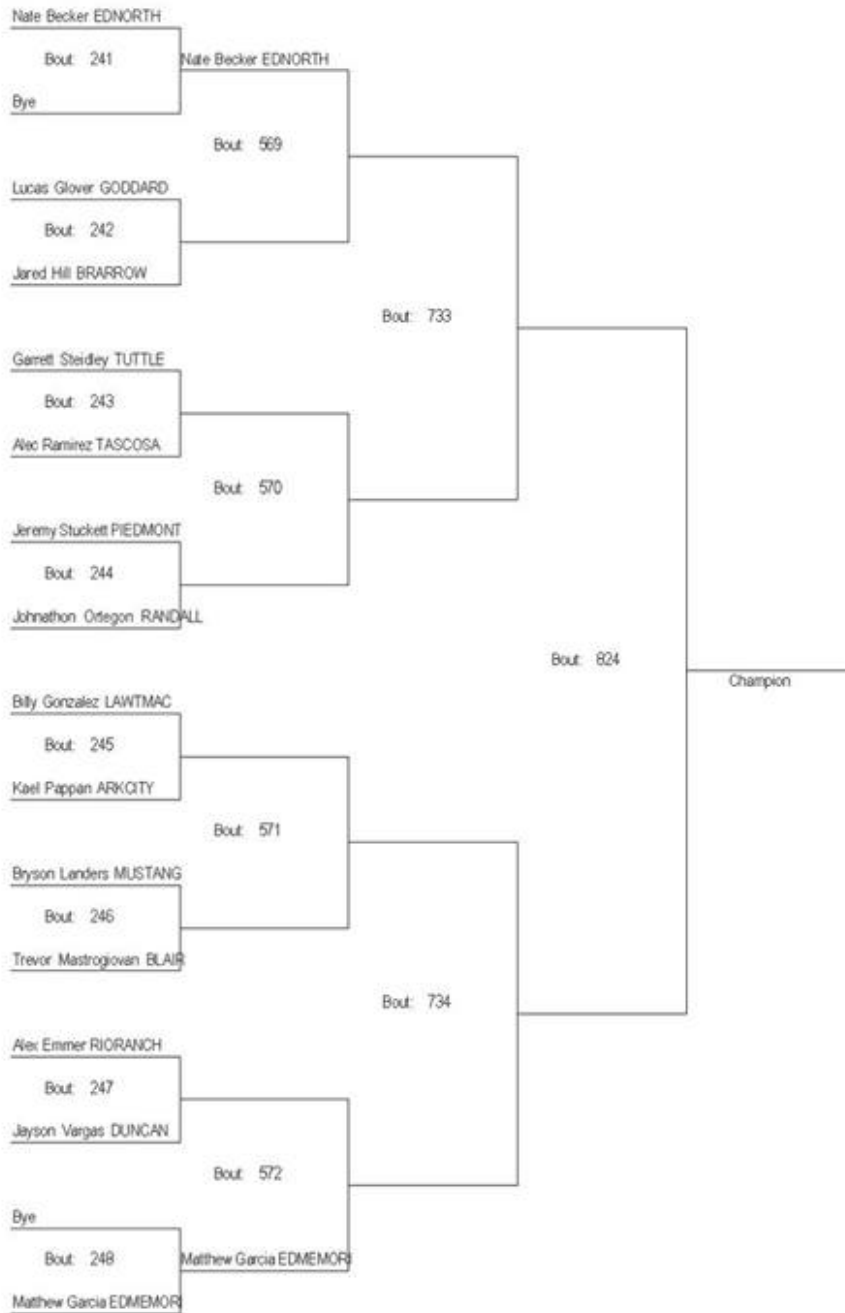 Nate Becker EDNORTH
Bout: 241
Nate Becker EDNORTH
Bye
Bout: 569
Lucas Glover GODDARD
Bout: 242
Jared Hill BRARROW
Bout: 733
Garrett Steidley TUTTLE
Bout: 243
Alec Ramirez TASCOSA
Bout: 570
Jeremy Stuckett PIEDMONT
Bout: 244
Johnathon Ortegon RANDALL
Bout: 824
Champion
Billy Gonzalez LAWTMAC
Bout: 245
Kael Pappan ARKCITY
Bout: 571
Bryson Landers MUSTANG
Bout: 246
Trevor Mastrogiovan BLAIR
Bout: 734
Alex Emmer RIORANCH
Bout: 247
Jayson Vargas DUNCAN
Bout: 572
Bye
Bout: 248
Matthew Garcia EDMEMORI
Matthew Garcia EDMEMORI